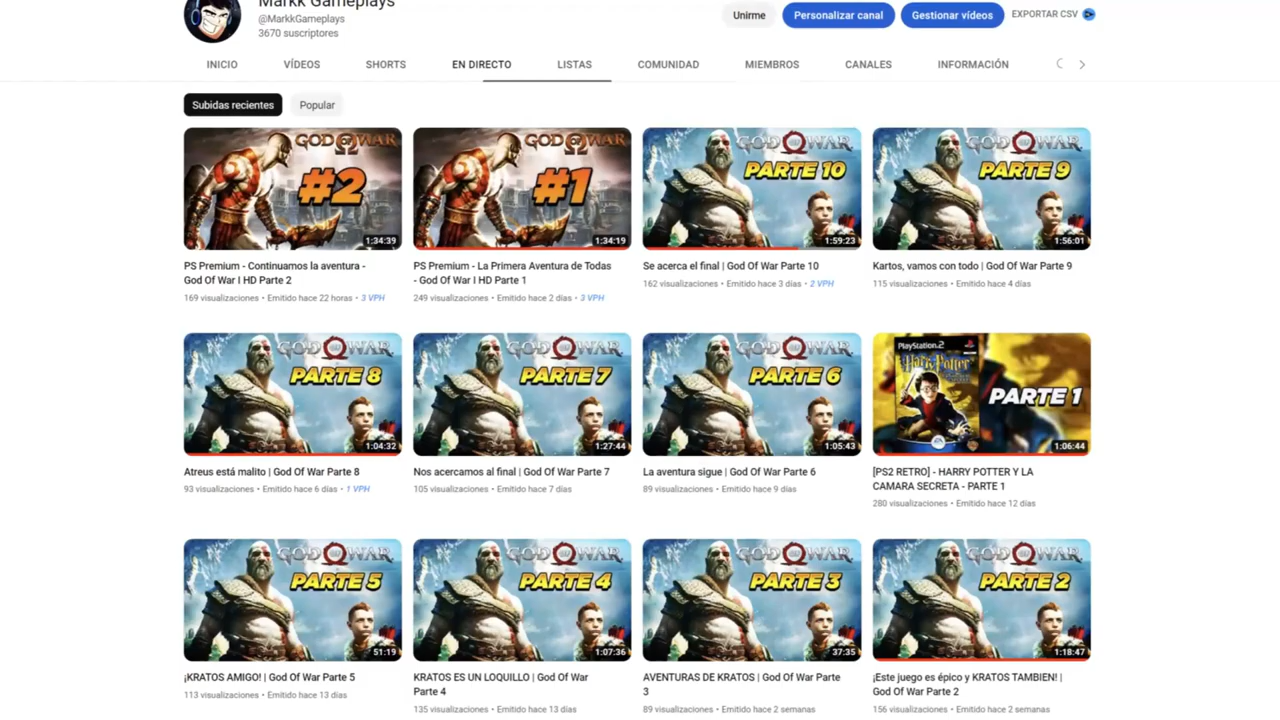 Markk Gameplays
@MarkkGameplays
3670 suscriptores
Unirme
Personalizar canal
Gestionar vídeos
EXPORTAR CSV
INICIO
VÍDEOS
SHORTS
EN DIRECTO
LISTAS
COMUNIDAD
MIEMBROS
CANALES
INFORMACIÓN
Subidas recientes
Popular
GOD OF WAR
#2
1:34:39
PS Premium - Continuamos la aventura -
God Of War I HD Parte 2
169 visualizaciones • Emitido hace 22 horas • 3 VPH
GOD OF WAR
#1
1:34:19
PS Premium - La Primera Aventura de Todas
- God Of War I HD Parte 1
249 visualizaciones • Emitido hace 2 días • 3 VPH
GOD OF WAR
PARTE 10
1:59:23
Se acerca el final | God Of War Parte 10
162 visualizaciones • Emitido hace 3 días • 2 VPH
GOD OF WAR
PARTE 9
1:56:01
Kartos, vamos con todo | God Of War Parte 9
115 visualizaciones • Emitido hace 4 días
GOD OF WAR
PARTE 8
1:04:32
Atreus está malito | God Of War Parte 8
93 visualizaciones • Emitido hace 6 días • 1 VPH
GOD OF WAR
PARTE 7
1:27:44
Nos acercamos al final | God Of War Parte 7
105 visualizaciones • Emitido hace 7 días
GOD OF WAR
PARTE 6
1:05:43
La aventura sigue | God Of War Parte 6
89 visualizaciones • Emitido hace 9 días
PlayStation.2
Harry Potter
EA
PARTE 1
1:06:44
[PS2 RETRO] - HARRY POTTER Y LA
CAMARA SECRETA - PARTE 1
280 visualizaciones • Emitido hace 12 días
GOD OF WAR
PARTE 5
51:19
¡KRATOS AMIGO! | God Of War Parte 5
113 visualizaciones • Emitido hace 13 días
GOD OF WAR
PARTE 4
1:07:36
KRATOS ES UN LOQUILLO | God Of War
Parte 4
135 visualizaciones • Emitido hace 13 días
GOD OF WAR
PARTE 3
37:35
AVENTURAS DE KRATOS | God Of War Parte
3
89 visualizaciones • Emitido hace 2 semanas
GOD OF WAR
PARTE 2
1:18:47
¡Este juego es épico y KRATOS TAMBIEN! |
God Of War Parte 2
156 visualizaciones • Emitido hace 2 semanas